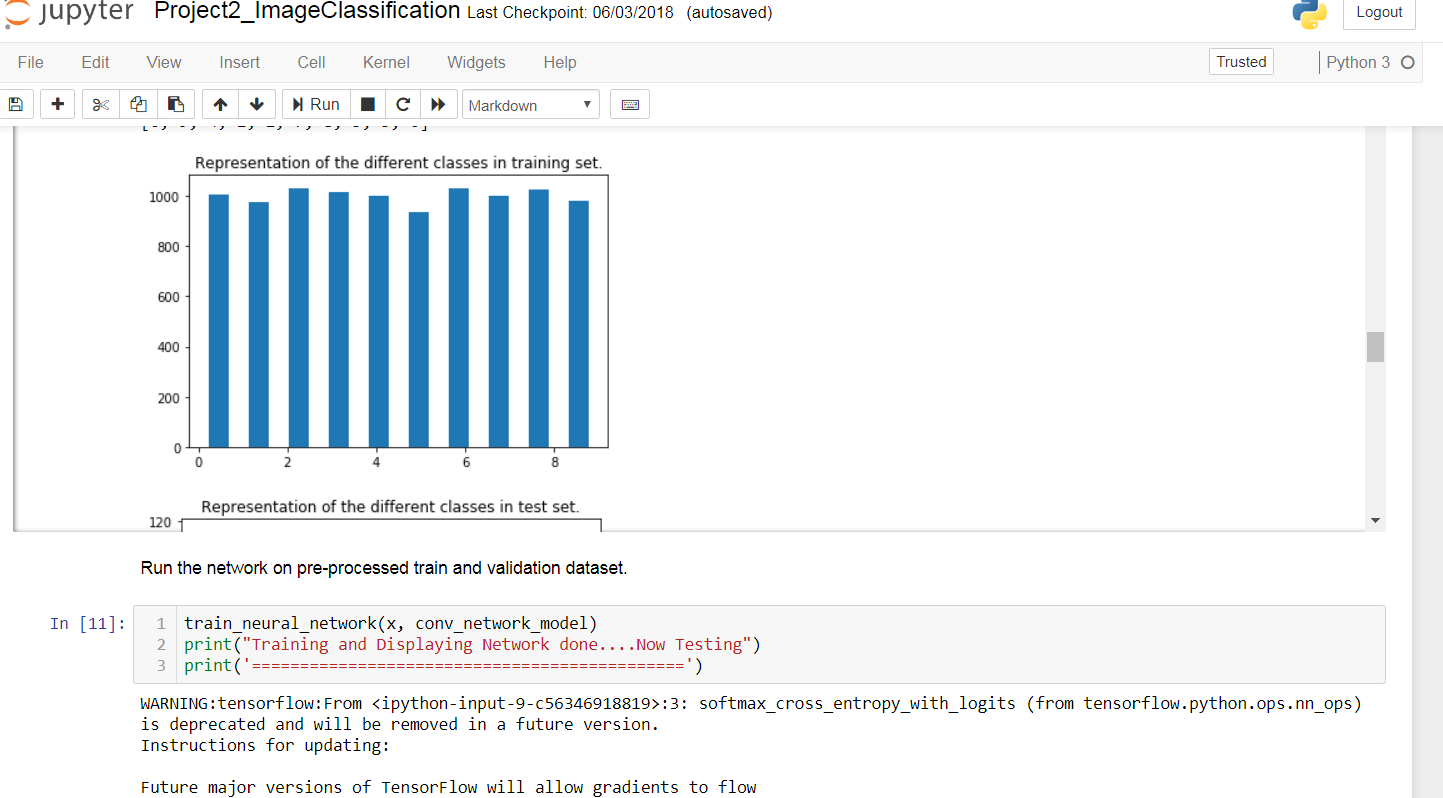 jupyter Project2_ImageClassification Last Checkpoint: 06/03/2018 (autosaved) Logout
File Edit View Insert Cell Kernel Widgets Help Trusted Python 3
Run Markdown
Representation of the different classes in training set.
1000
800
600
400
200
0
0 2 4 6 8
Representation of the different classes in test set.
120
Run the network on pre-processed train and validation dataset.
In [11]: 1 train_neural_network(x, conv_network_model)
2 print("Training and Displaying Network done....Now Testing")
3 print('=============================================')
WARNING:tensorflow:From <ipython-input-9-c56346918819>:3: softmax_cross_entropy_with_logits (from tensorflow.python.ops.nn_ops)
is deprecated and will be removed in a future version.
Instructions for updating:
Future major versions of TensorFlow will allow gradients to flow